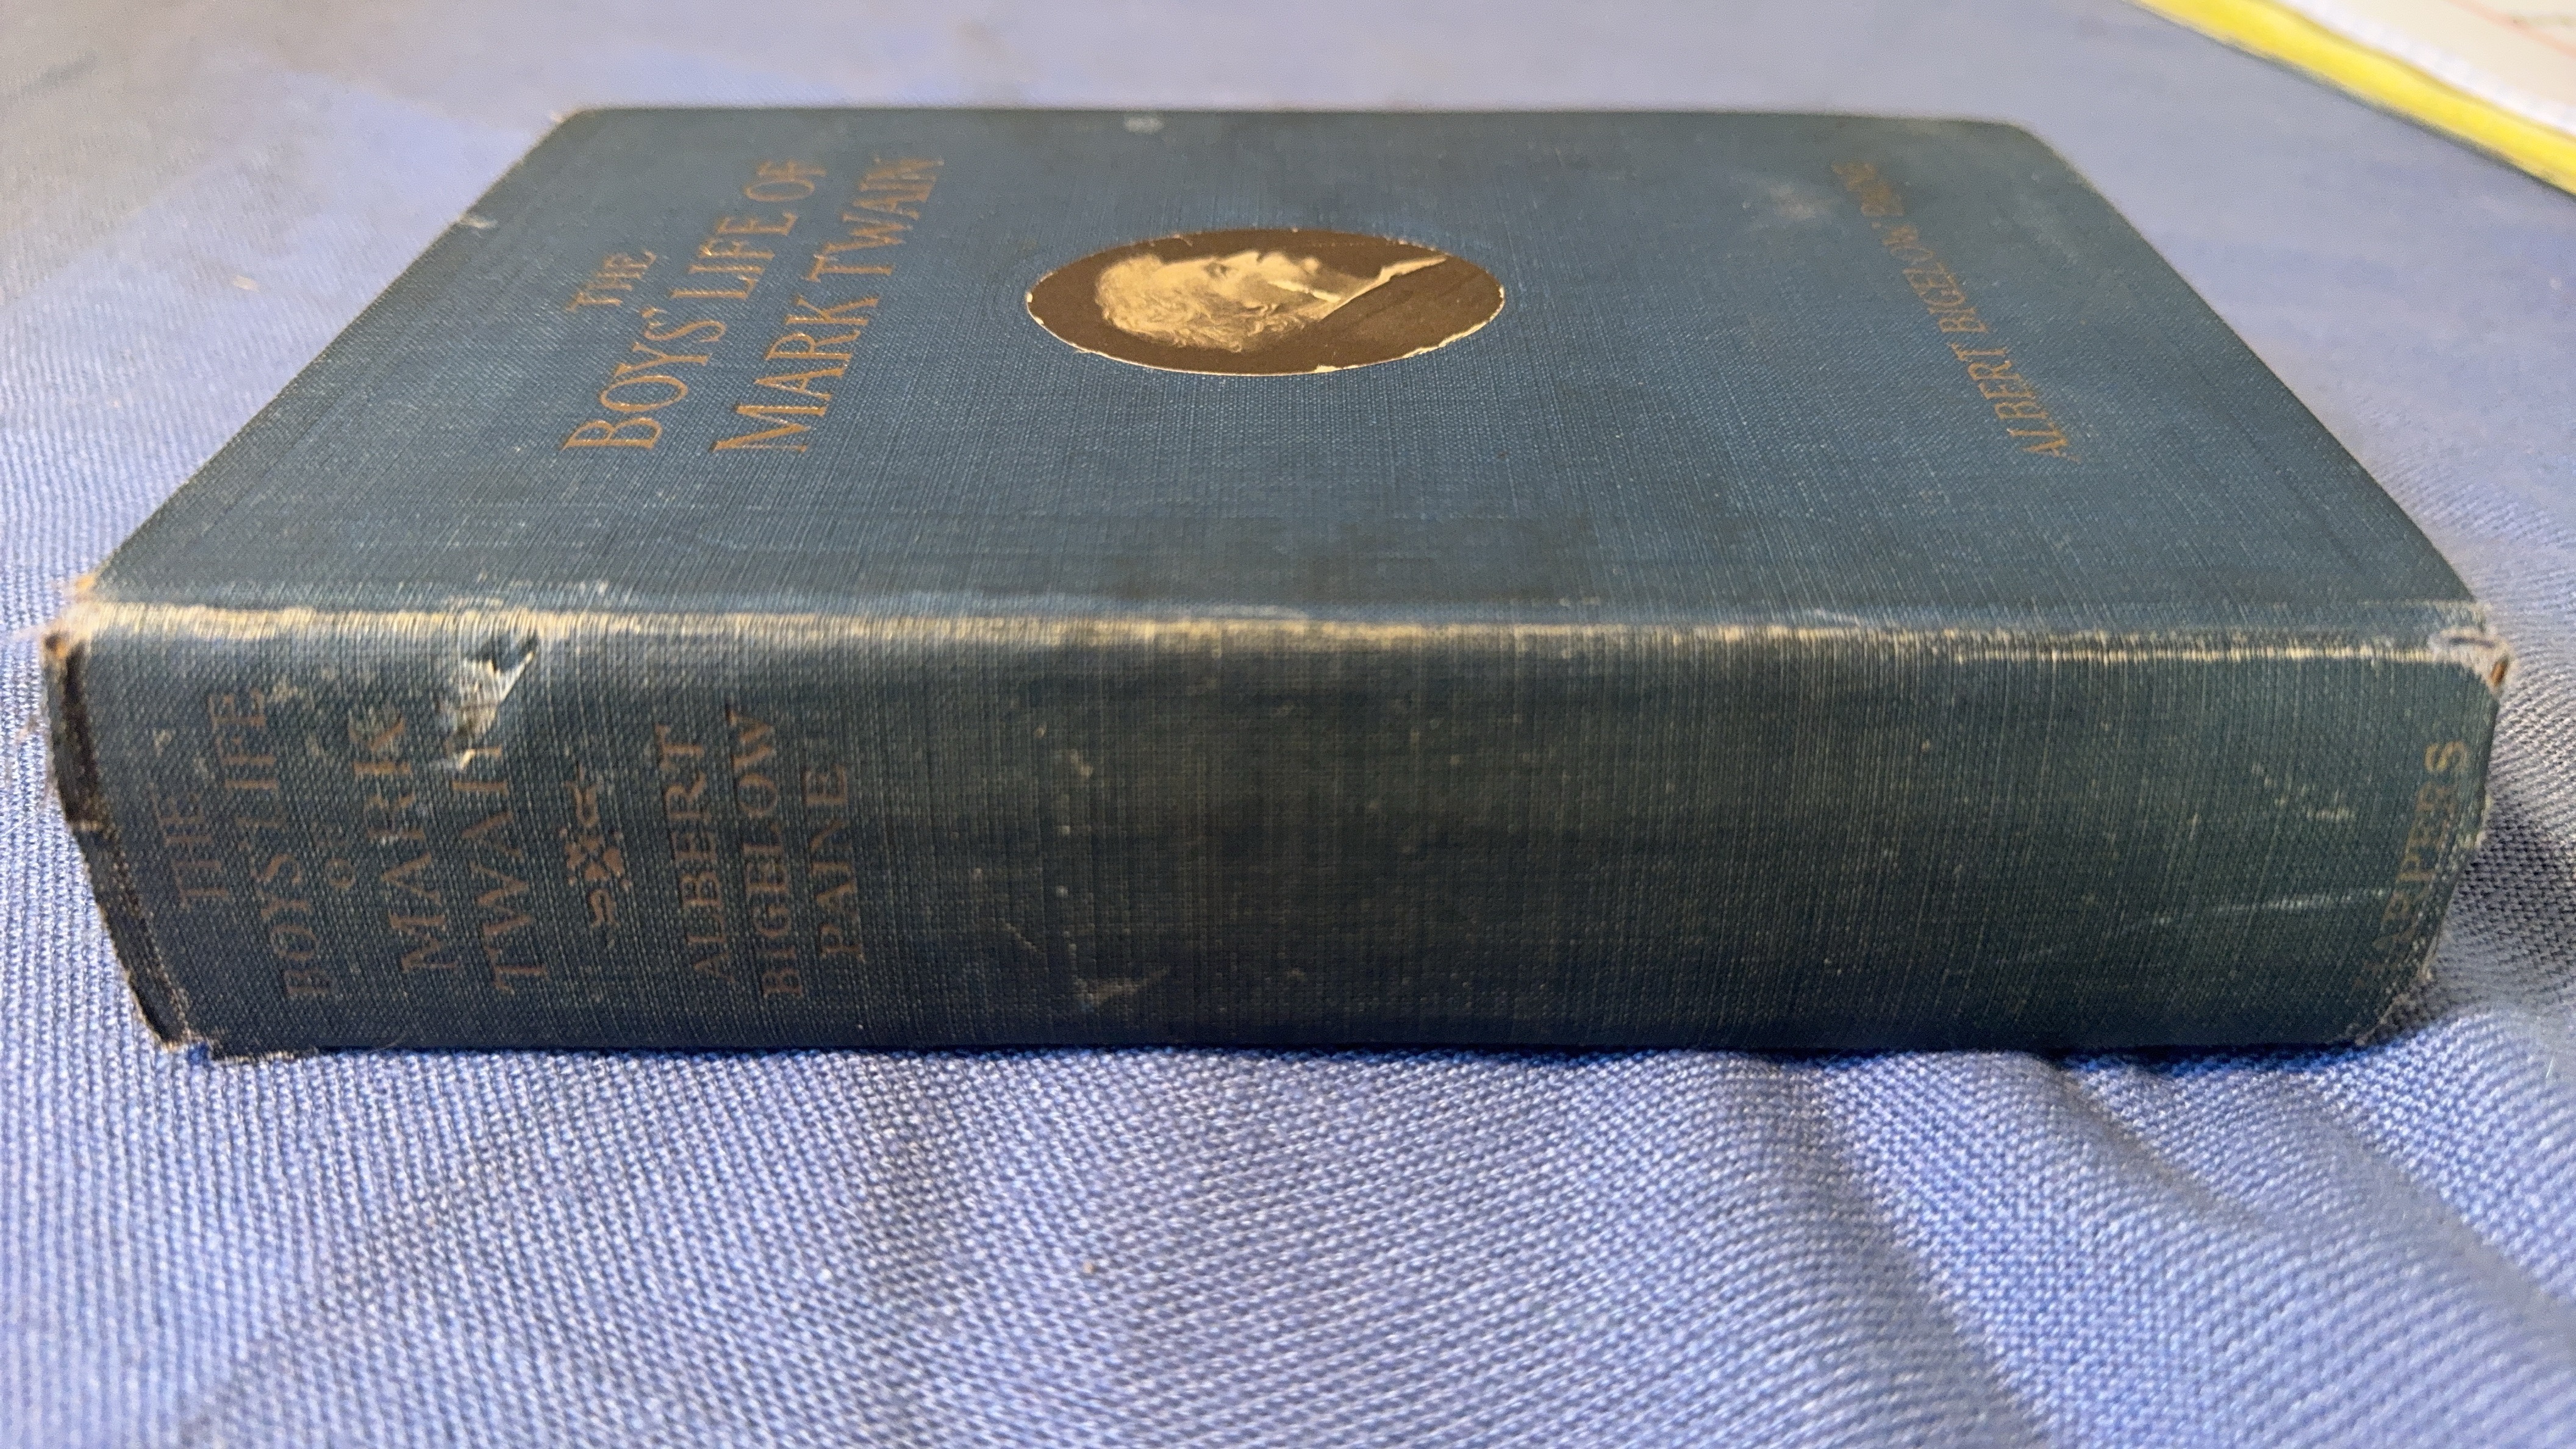 THE
BOYS' LIFE OF
MARK TWAIN
ALBERT BIGELOW PAINE
THE
BOYS' LIFE
OF
MARK
TWAIN
ALBERT
BIGELOW
PAINE
HARPERS